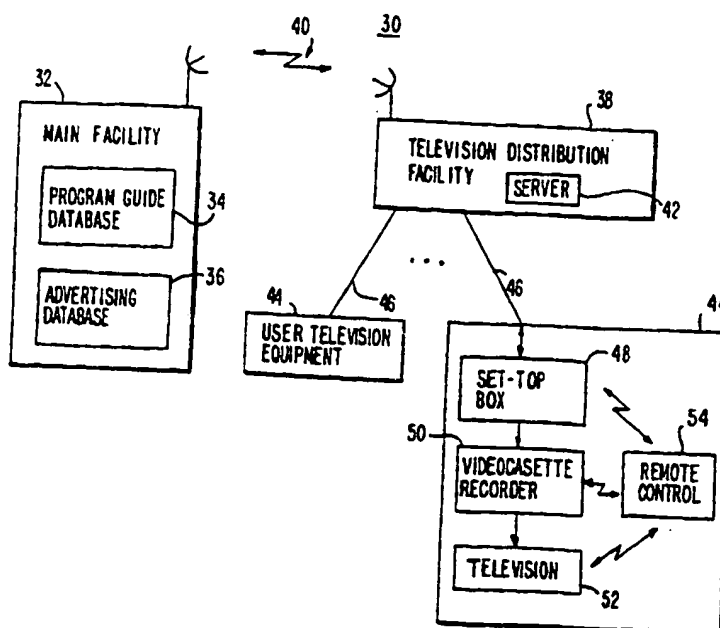 40
30
32
MAIN FACILITY
PROGRAM GUIDE
DATABASE
34
ADVERTISING
DATABASE
36
38
TELEVISION DISTRIBUTION
FACILITY
SERVER
42
...
46
46
44
USER TELEVISION
EQUIPMENT
SET-TOP
BOX
48
50
VIDEOCASETTE
RECORDER
54
REMOTE
CONTROL
TELEVISION
52